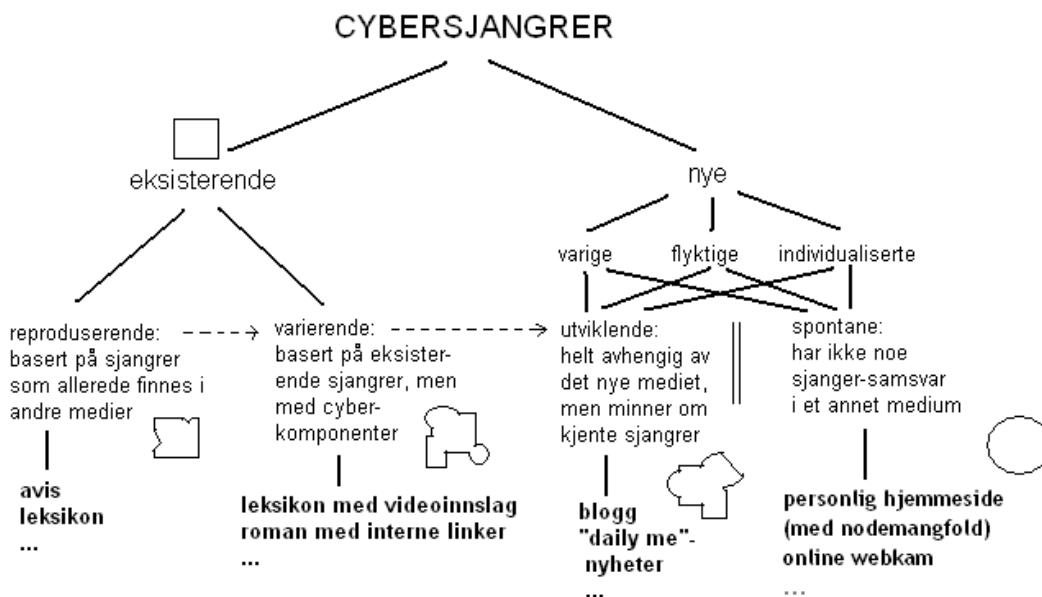 CYBERSJANGRER
eksisterende
nye
varige
flyktige
individualiserte
reproduserende:
basert på sjangrer
som allerede finnes i
andre medier
varierende:
basert på eksister-
ende sjangrer, men
med cyber-
komponenter
utviklende:
helt avhengig av
det nye mediet,
men minner om
kjente sjangrer
spontane:
har ikke noe
sjanger-samsvar
i et annet medium
avis
leksikon
...
leksikon med videoinnslag
roman med interne linker
...
blogg
"daily me"-
nyheter
...
personlig hjemmeside
(med nodemangfold)
online webkam
...